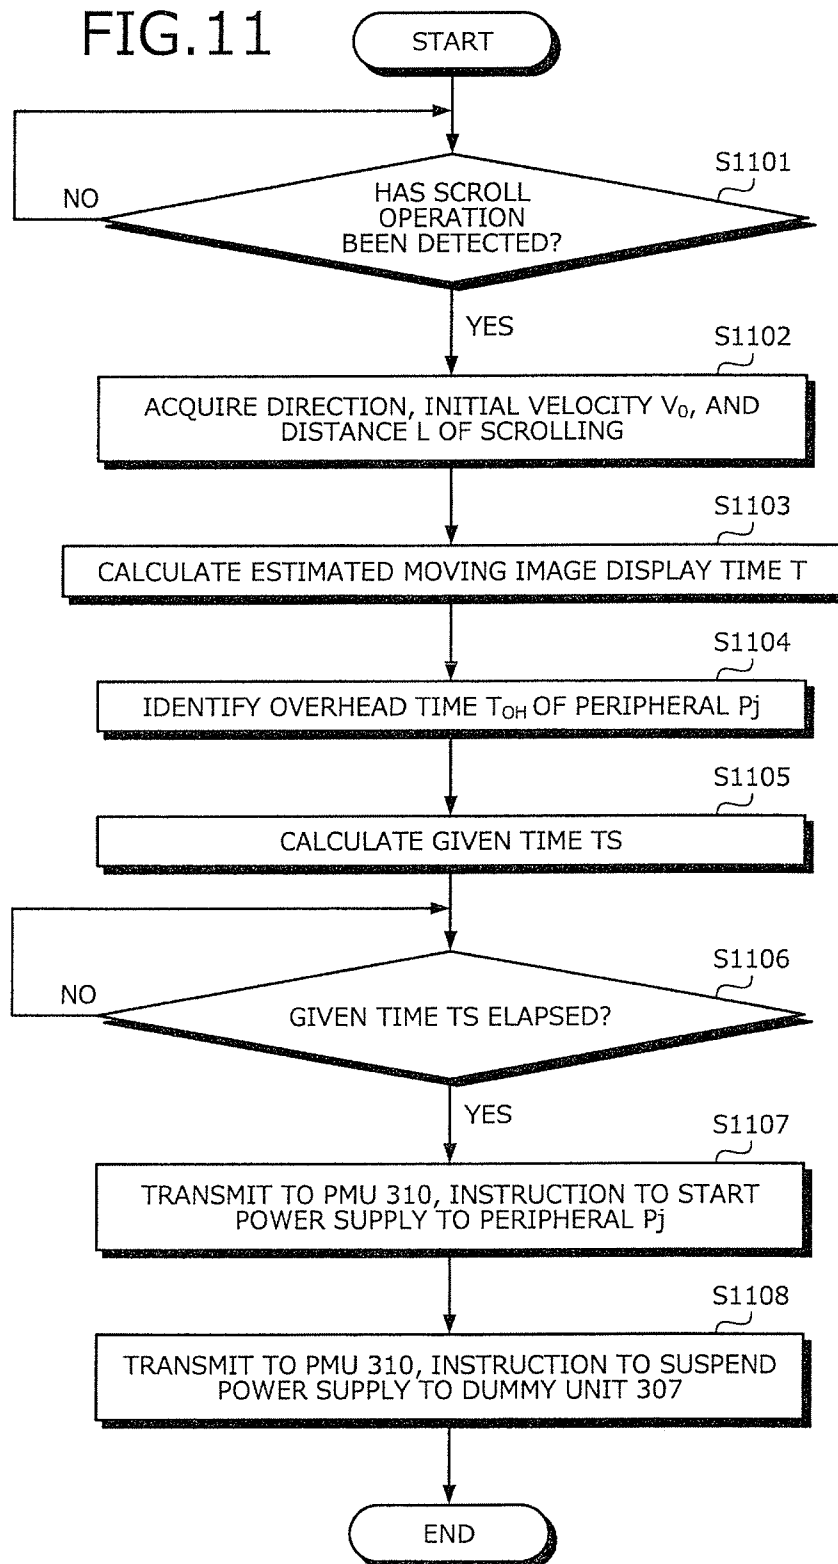 FIG.11
START
S1101
NO
HAS SCROLL
OPERATION
BEEN DETECTED?
YES
S1102
ACQUIRE DIRECTION, INITIAL VELOCITY V₀, AND
DISTANCE L OF SCROLLING
S1103
CALCULATE ESTIMATED MOVING IMAGE DISPLAY TIME T
S1104
IDENTIFY OVERHEAD TIME T_OH OF PERIPHERAL Pj
S1105
CALCULATE GIVEN TIME TS
S1106
NO
GIVEN TIME TS ELAPSED?
YES
S1107
TRANSMIT TO PMU 310, INSTRUCTION TO START
POWER SUPPLY TO PERIPHERAL Pj
S1108
TRANSMIT TO PMU 310, INSTRUCTION TO SUSPEND
POWER SUPPLY TO DUMMY UNIT 307
END